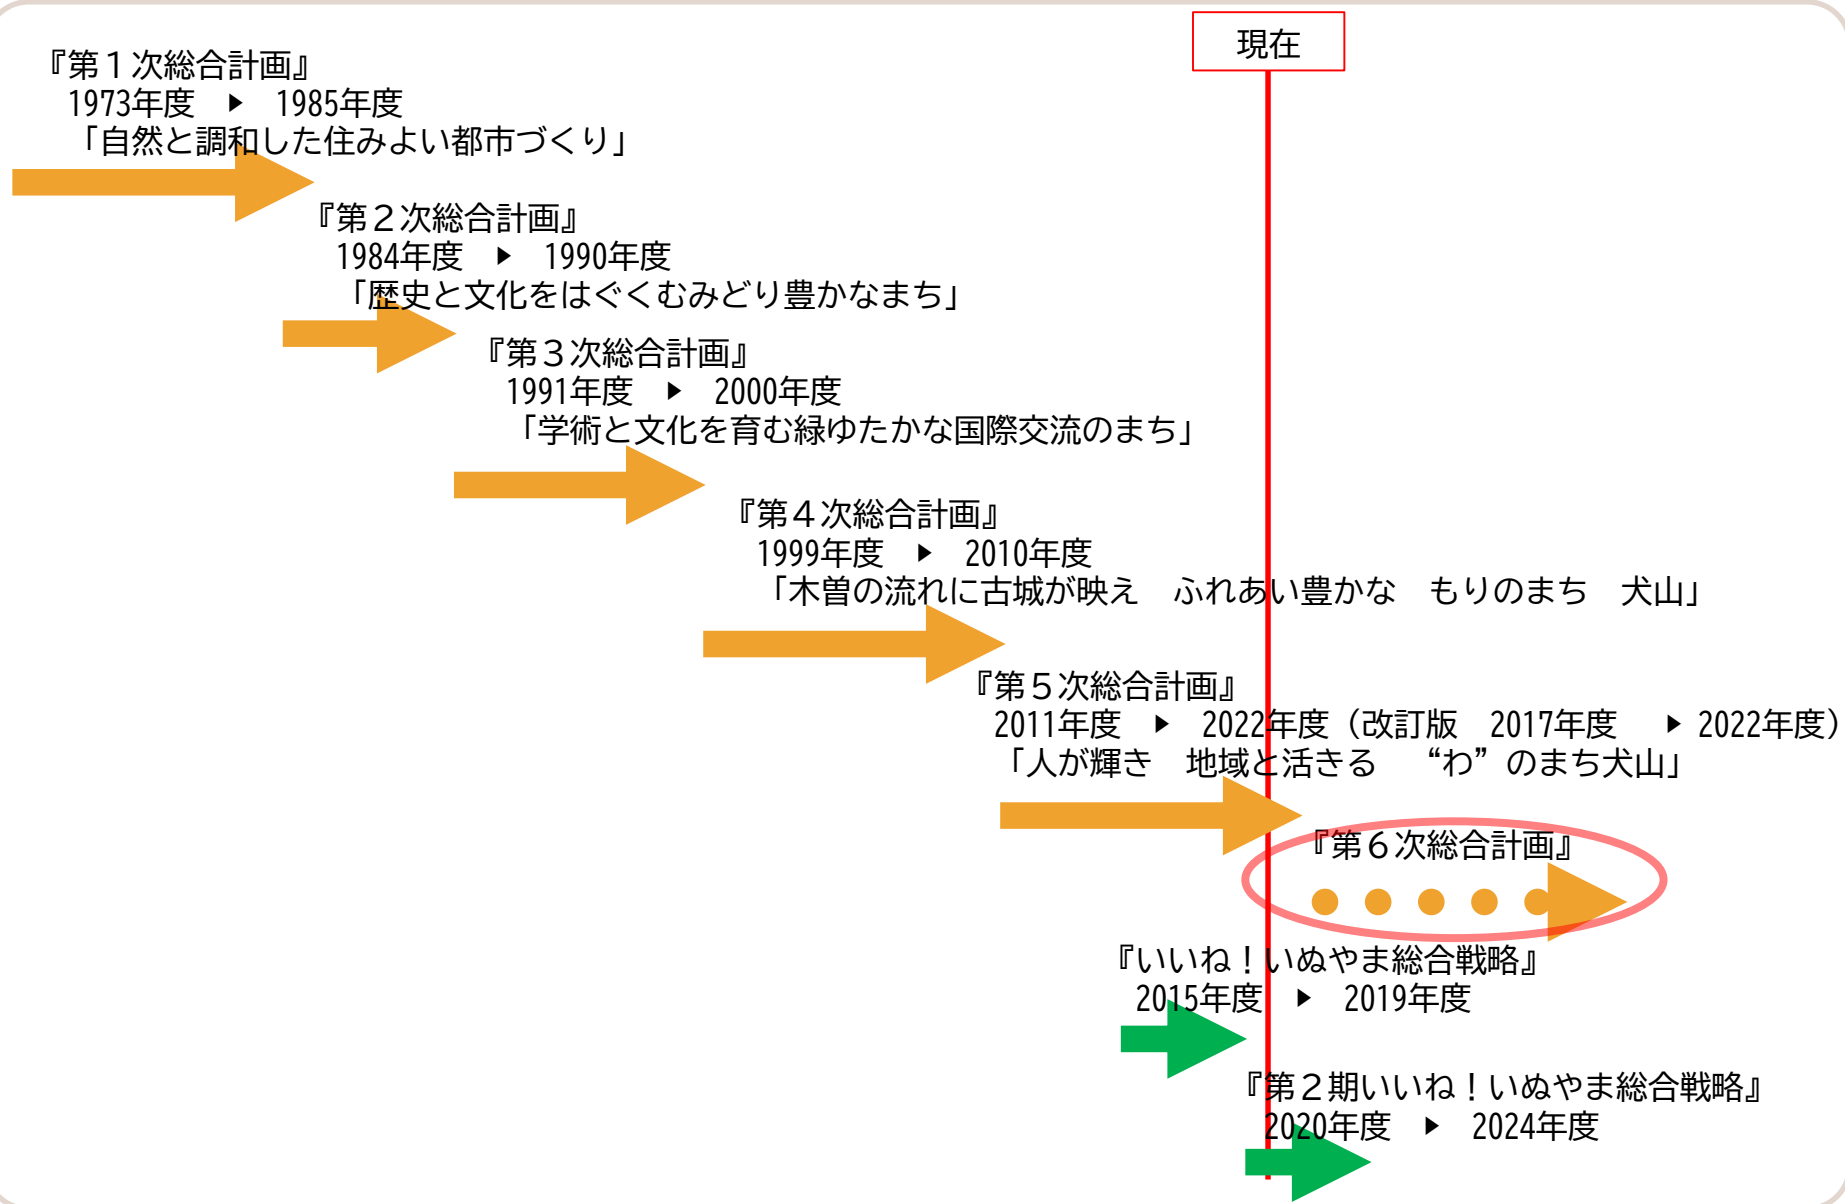 現在
『第１次総合計画』
1973年度　▶　1985年度
「自然と調和した住みよい都市づくり」
『第２次総合計画』
1984年度　▶　1990年度
「歴史と文化をはぐくむみどり豊かなまち」
『第３次総合計画』
1991年度　▶　2000年度
「学術と文化を育む緑ゆたかな国際交流のまち」
『第４次総合計画』
1999年度　▶　2010年度
「木曽の流れに古城が映え　ふれあい豊かな　もりのまち　犬山」
『第５次総合計画』
2011年度　▶　2022年度（改訂版　2017年度　▶ 2022年度）
「人が輝き　地域と活きる　“わ”のまち犬山」
『第６次総合計画』
『いいね！いぬやま総合戦略』
2015年度　▶　2019年度
『第２期いいね！いぬやま総合戦略』
2020年度　▶　2024年度